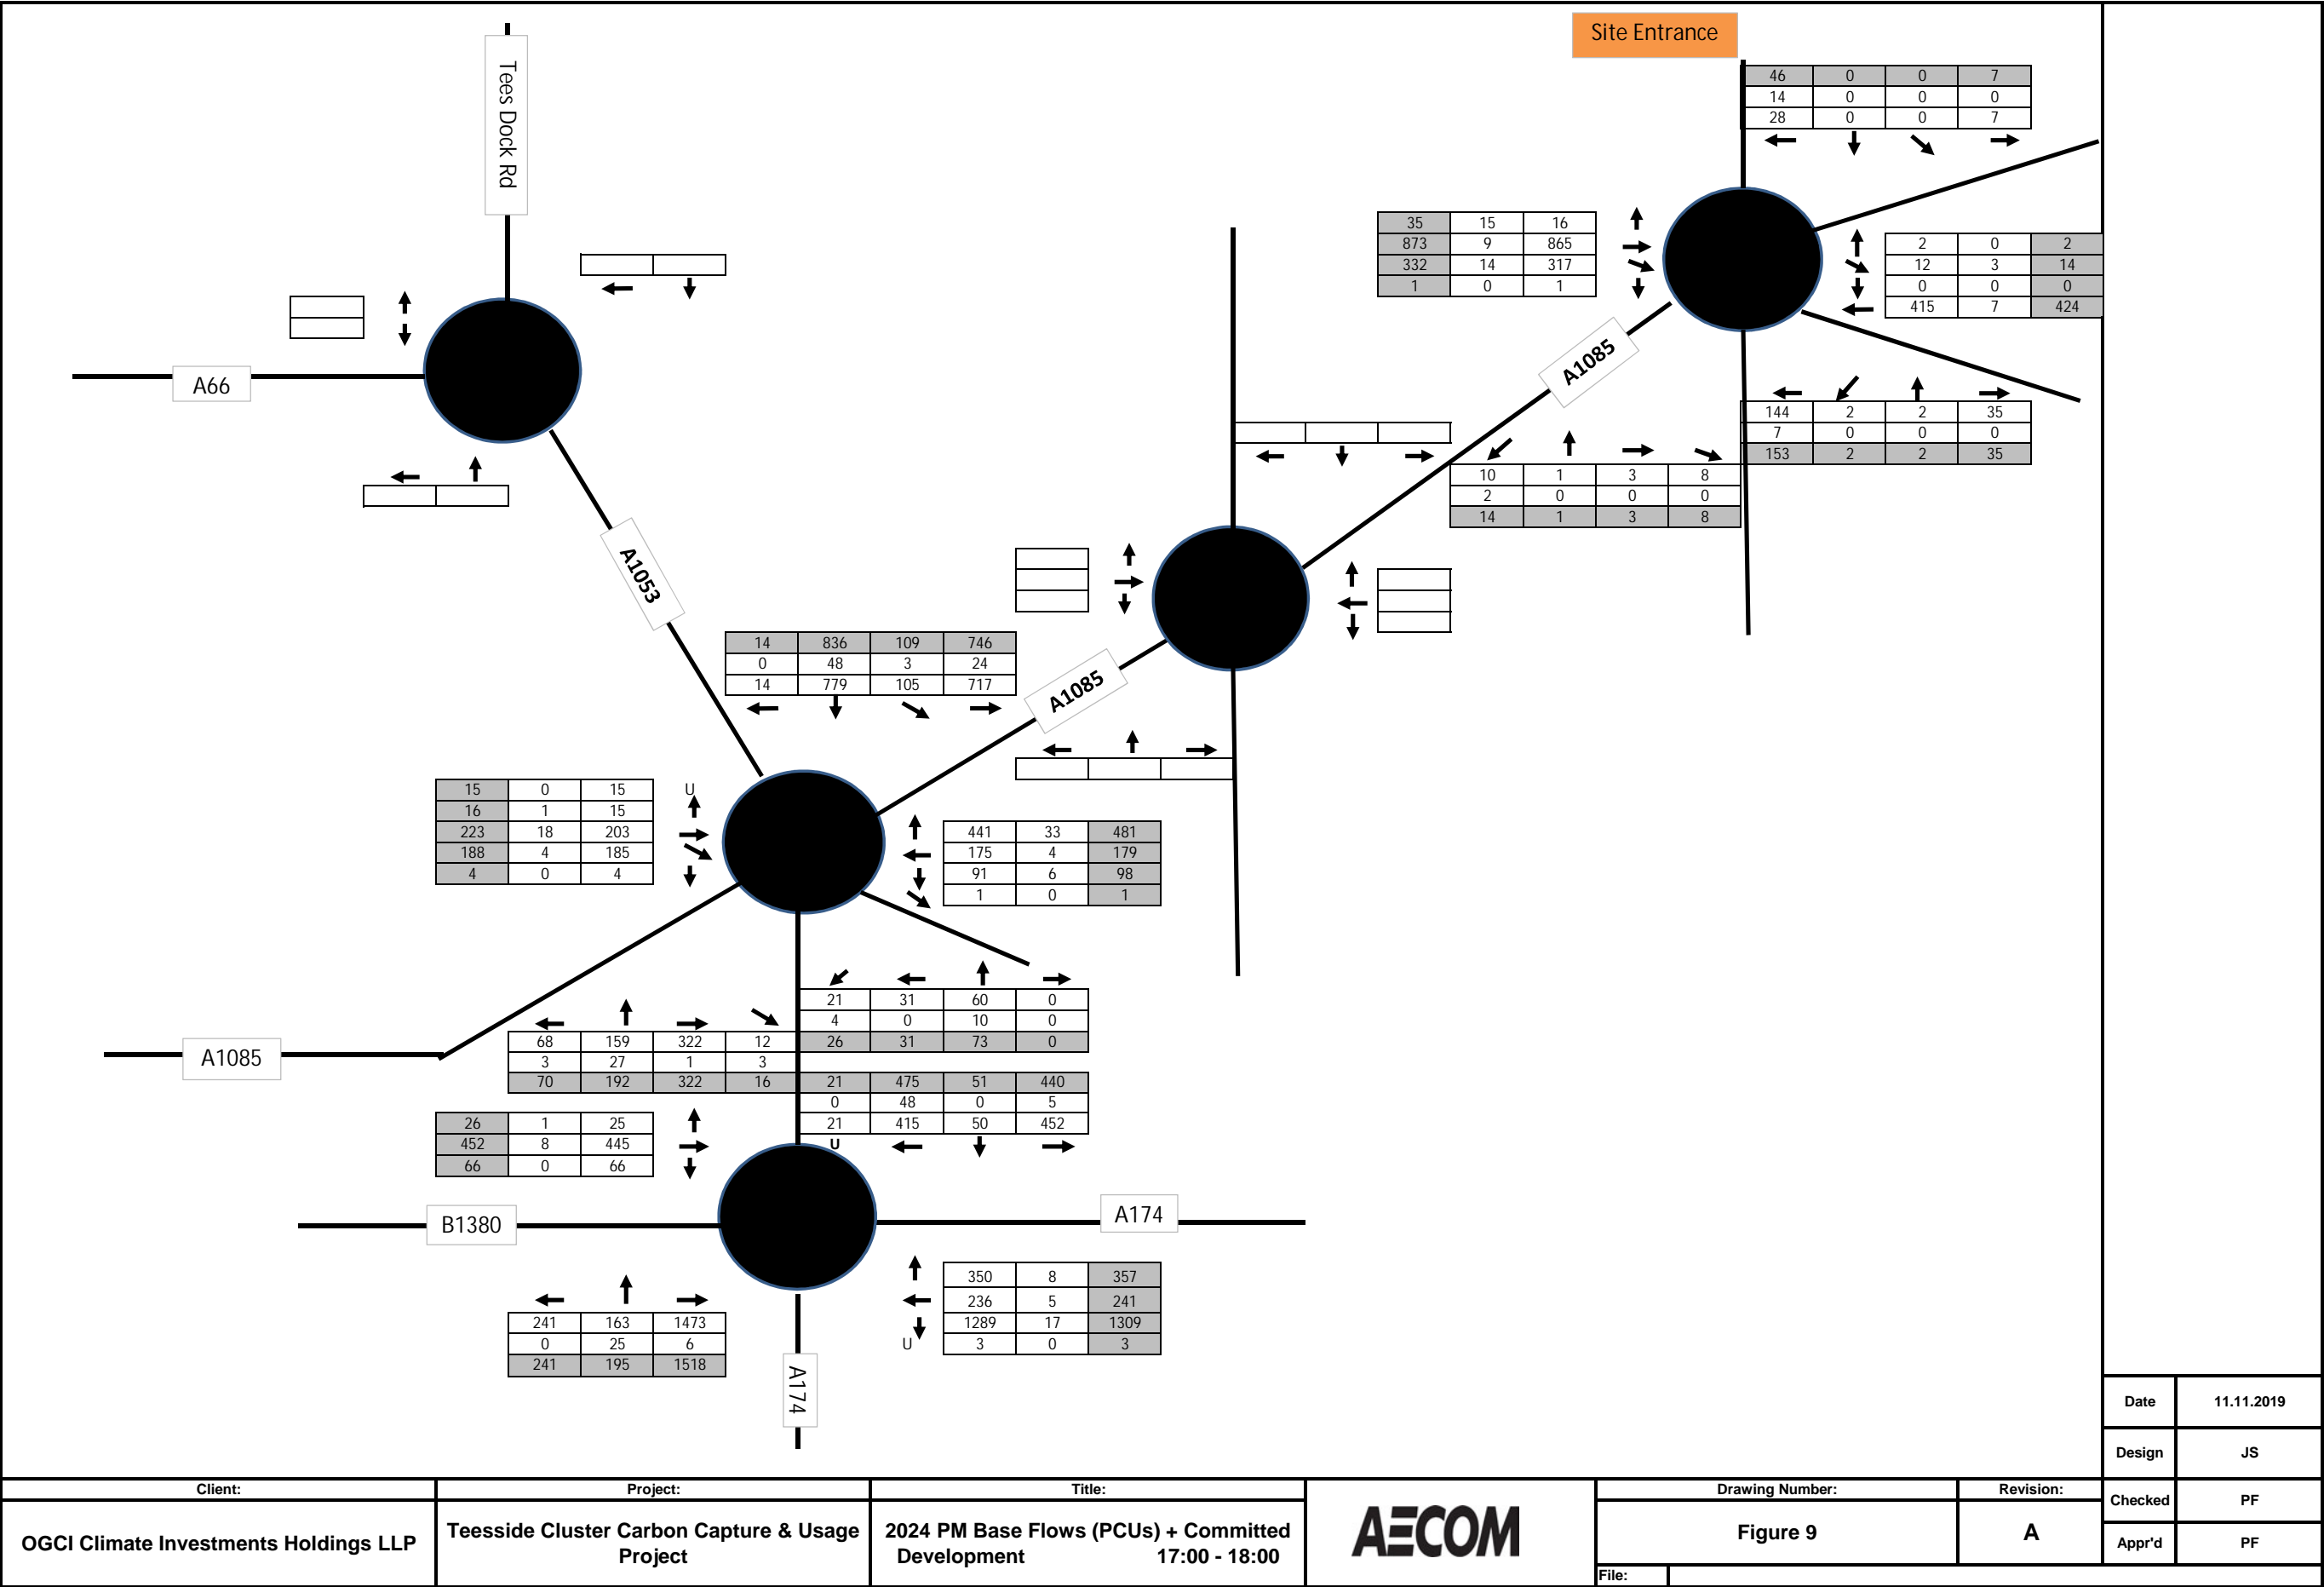 Site Entrance
Tees Dock Rd
46 0 0 7
14 0 0 0
28 0 0 7
35 15 16
873 9 865
332 14 317
1 0 1
2 0 2
12 3 14
0 0 0
415 7 424
A66
A1085
144 2 2 35
7 0 0 0
153 2 2 35
10 1 3 8
2 0 0 0
14 1 3 8
A1053
14 836 109 746
0 48 3 24
14 779 105 717
A1085
15 0 15 U
16 1 15
223 18 203
188 4 185
4 0 4
441 33 481
175 4 179
91 6 98
1 0 1
21 31 60 0
4 0 10 0
26 31 73 0
A1085
68 159 322 12
3 27 1 3
70 192 322 16
21 475 51 440
0 48 0 5
21 415 50 452
U
26 1 25
452 8 445
66 0 66
B1380
A174
350 8 357
236 5 241
1289 17 1309
U 3 0 3
241 163 1473
0 25 6
241 195 1518
A174
Date 11.11.2019
Design JS
Checked PF
Appr'd PF
Client:
OGCI Climate Investments Holdings LLP
Project:
Teesside Cluster Carbon Capture & Usage
Project
Title:
2024 PM Base Flows (PCUs) + Committed
Development 17:00 - 18:00
AECOM
Drawing Number:
Figure 9
Revision:
A
File: